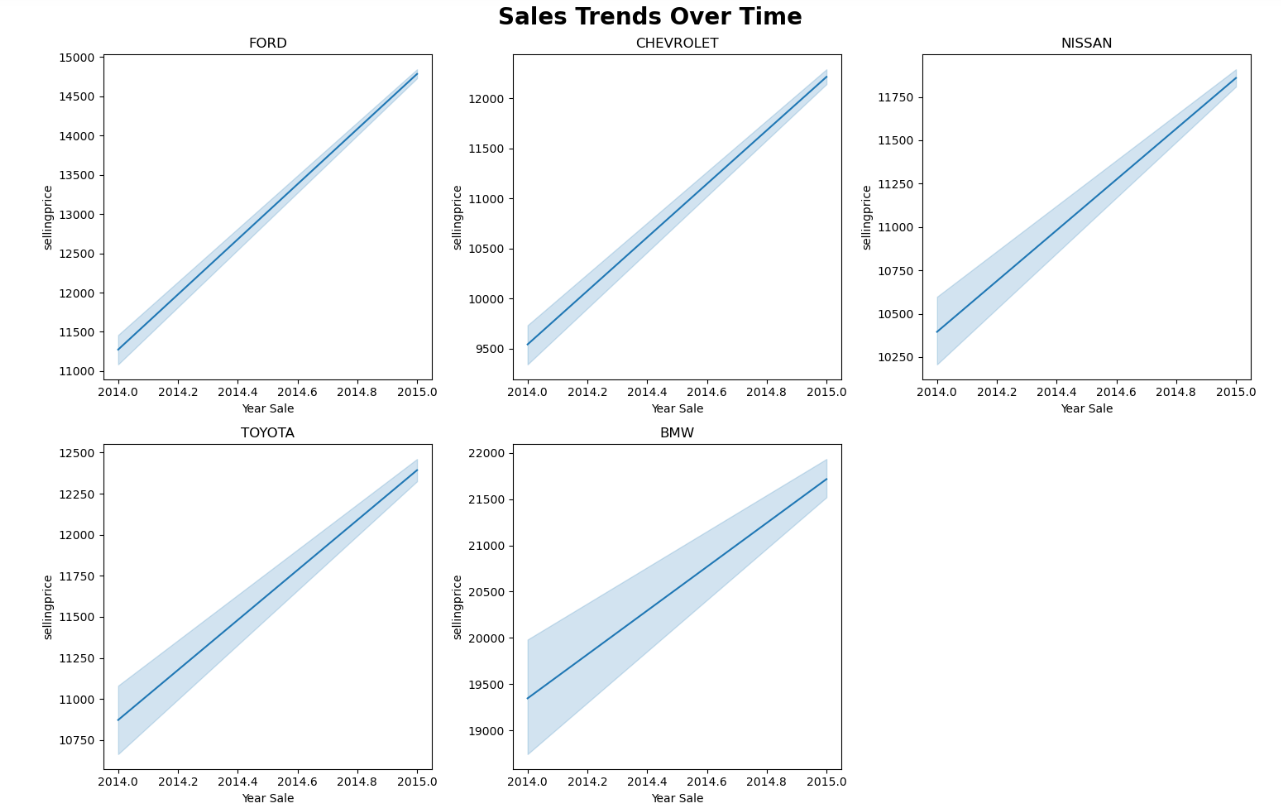 Sales Trends Over Time
FORD
15000
14500
14000
13500
13000
12500
12000
11500
11000
sellingprice
2014.0 2014.2 2014.4 2014.6 2014.8 2015.0
Year Sale
CHEVROLET
12000
11500
11000
10500
10000
9500
sellingprice
2014.0 2014.2 2014.4 2014.6 2014.8 2015.0
Year Sale
NISSAN
11750
11500
11250
11000
10750
10500
10250
sellingprice
2014.0 2014.2 2014.4 2014.6 2014.8 2015.0
Year Sale
TOYOTA
12500
12250
12000
11750
11500
11250
11000
10750
sellingprice
2014.0 2014.2 2014.4 2014.6 2014.8 2015.0
Year Sale
BMW
22000
21500
21000
20500
20000
19500
19000
sellingprice
2014.0 2014.2 2014.4 2014.6 2014.8 2015.0
Year Sale